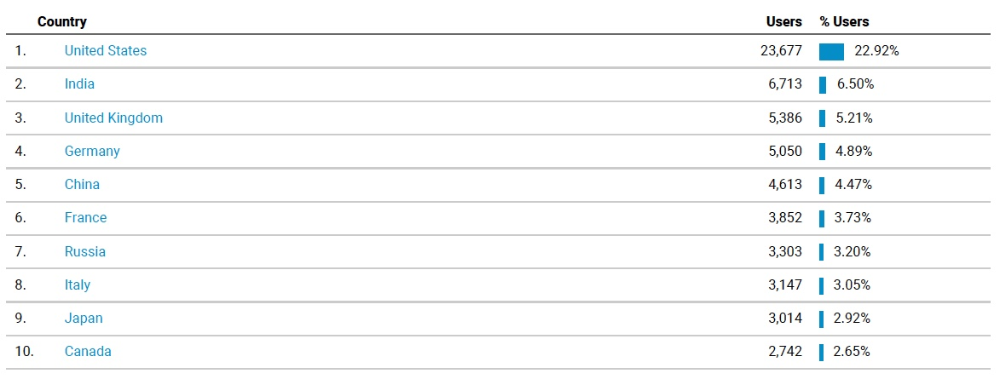 Country Users % Users
1. United States 23,677 22.92%
2. India 6,713 6.50%
3. United Kingdom 5,386 5.21%
4. Germany 5,050 4.89%
5. China 4,613 4.47%
6. France 3,852 3.73%
7. Russia 3,303 3.20%
8. Italy 3,147 3.05%
9. Japan 3,014 2.92%
10. Canada 2,742 2.65%